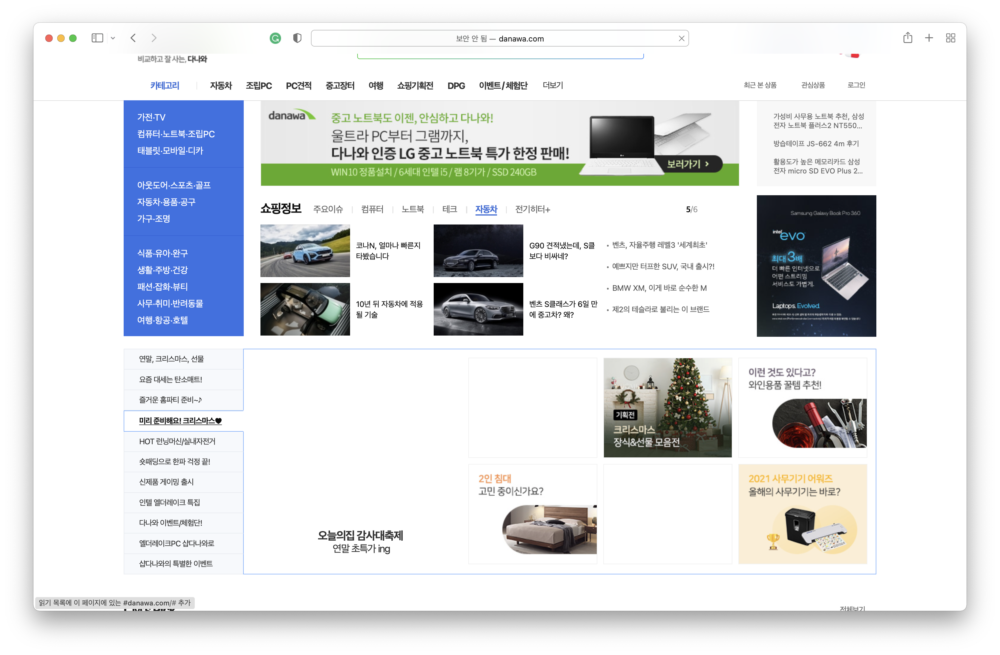 보안 안 됨 — danawa.com
비교하고 잘 사는, 다나와
카테고리 자동차 조립PC PC견적 중고장터 여행 쇼핑기획전 DPG 이벤트/체험단 더보기
최근 본 상품 관심상품 로그인
가전·TV
컴퓨터·노트북·조립PC
태블릿·모바일·디카
아웃도어·스포츠·골프
자동차·용품·공구
가구·조명
식품·유아·완구
생활·주방·건강
패션·잡화·뷰티
사무·취미·반려동물
여행·항공·호텔
danawa
중고 노트북도 이젠, 안심하고 다나와!
울트라 PC부터 그램까지,
다나와 인증 LG 중고 노트북 특가 한정 판매!
WIN10 정품설치 / 6세대 인텔 i5 / 램 8기가 / SSD 240GB
보러가기 >
가성비 사무용 노트북 추천, 삼성
전자 노트북 플러스2 NT550...
방습테이프 JS-662 4m 후기
활용도가 높은 메모리카드 삼성
전자 micro SD EVO Plus 2...
쇼핑정보 주요이슈 컴퓨터 노트북 테크 자동차 전기히터+ 5/6
코나N, 얼마나 빠른지
타봤습니다
G90 견적냈는데, S클
보다 비싸네?
10년 뒤 자동차에 적용
될 기술
벤츠 S클래스가 6일 만
에 중고차? 왜?
• 벤츠, 자율주행 레벨3 '세계최초'
• 예쁘지만 터프한 SUV, 국내 출시?!
• BMW XM, 이게 바로 순수한 M
• 제2의 테슬라로 불리는 이 브랜드
Samsung Galaxy Book Pro 360
intel evo
최대 3배
더 빠른 인터넷으로
어떤 스트리밍
서비스도 가볍게.
Laptops. Evolved.
연말, 크리스마스, 선물
요즘 대세는 탄소매트!
즐거운 홈파티 준비~♪
미리 준비해요! 크리스마스♥
HOT 런닝머신/실내자전거
숏패딩으로 한파 걱정 끝!
신제품 게이밍 출시
인텔 엘더레이크 특집
다나와 이벤트/체험단!
엘더레이크PC 샵다나와로
샵다나와의 특별한 이벤트
오늘의집 감사대축제
연말 초특가 ing
기획전
크리스마스
장식&선물 모음전
이런 것도 있다고?
와인용품 꿀템 추천!
2인 침대
고민 중이신가요?
2021 사무기기 어워즈
올해의 사무기기는 바로?
읽기 목록에 이 페이지에 있는 #danawa.com/# 추가
전체보기